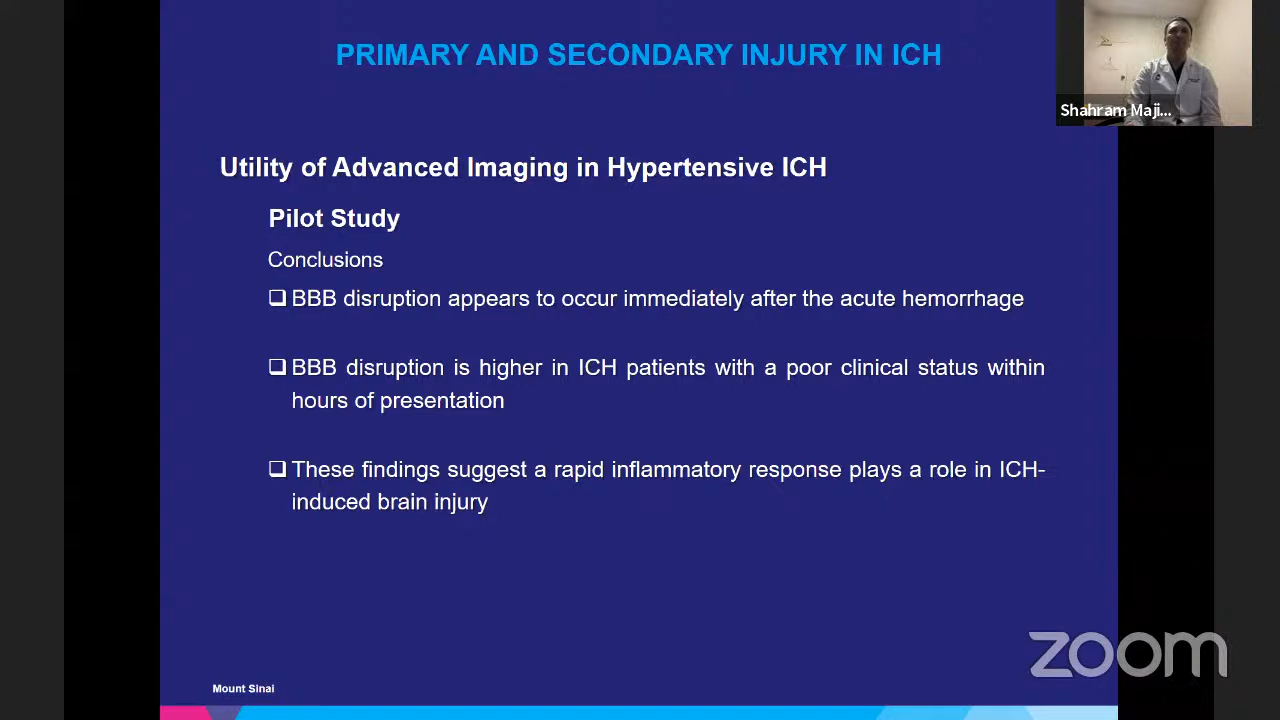 PRIMARY AND SECONDARY INJURY IN ICH
Shahram Maji...
Utility of Advanced Imaging in Hypertensive ICH
Pilot Study
Conclusions
❑ BBB disruption appears to occur immediately after the acute hemorrhage
❑ BBB disruption is higher in ICH patients with a poor clinical status within
hours of presentation
❑ These findings suggest a rapid inflammatory response plays a role in ICH-
induced brain injury
zoom
Mount Sinai